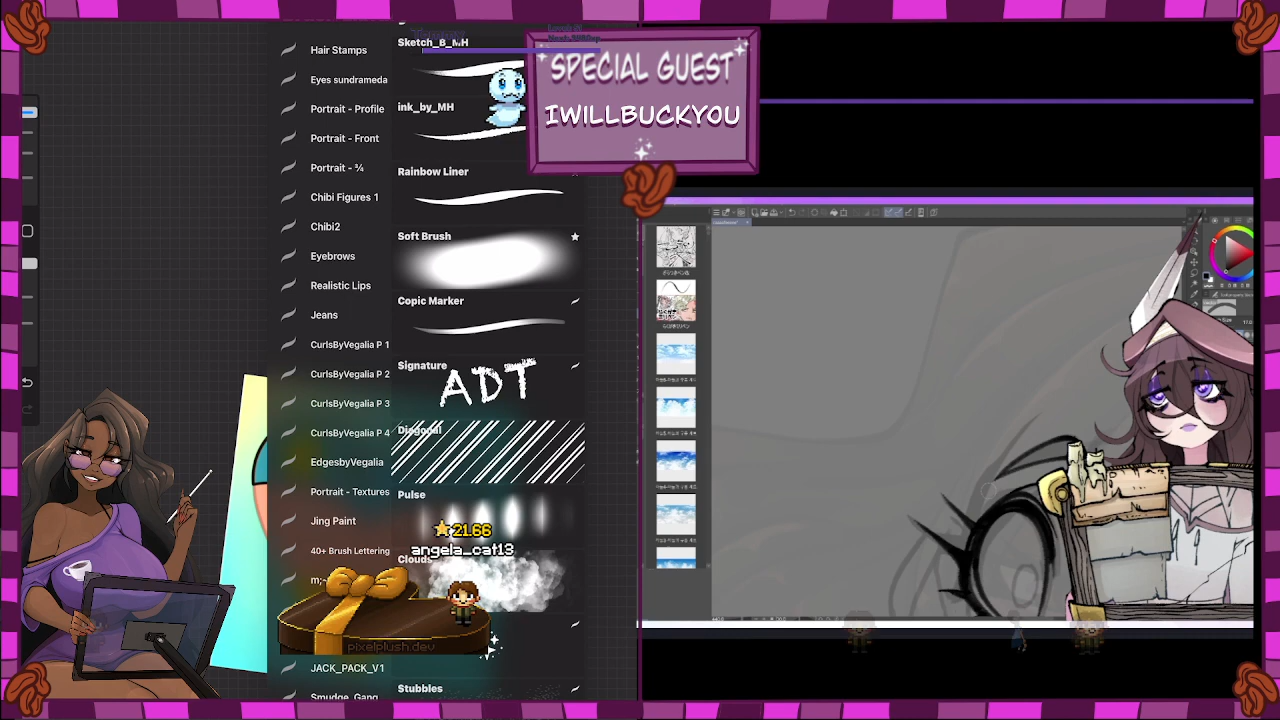 Hair Stamps
Eyes sundrameda
Portrait - Profile
Portrait - Front
Portrait - ¾
Chibi Figures 1
Chibi2
Eyebrows
Realistic Lips
Jeans
CurlsByVegalia P 1
CurlsByVegalia P 2
CurlsByVegalia P 3
CurlsByVegalia P 4
EdgesbyVegalia
Portrait - Textures
Jing Paint
40+ Brush Lettering
JACK_PACK_V1
Smudge_Gang
Sketch_B_MH
ink_by_MH
Rainbow Liner
Soft Brush
Copic Marker
Signature
ADT
Diagonal
Pulse
Clouds
Stubbles
21.66
angela_cat13
pixelplush.dev
SPECIAL GUEST
IWILLBUCKYOU